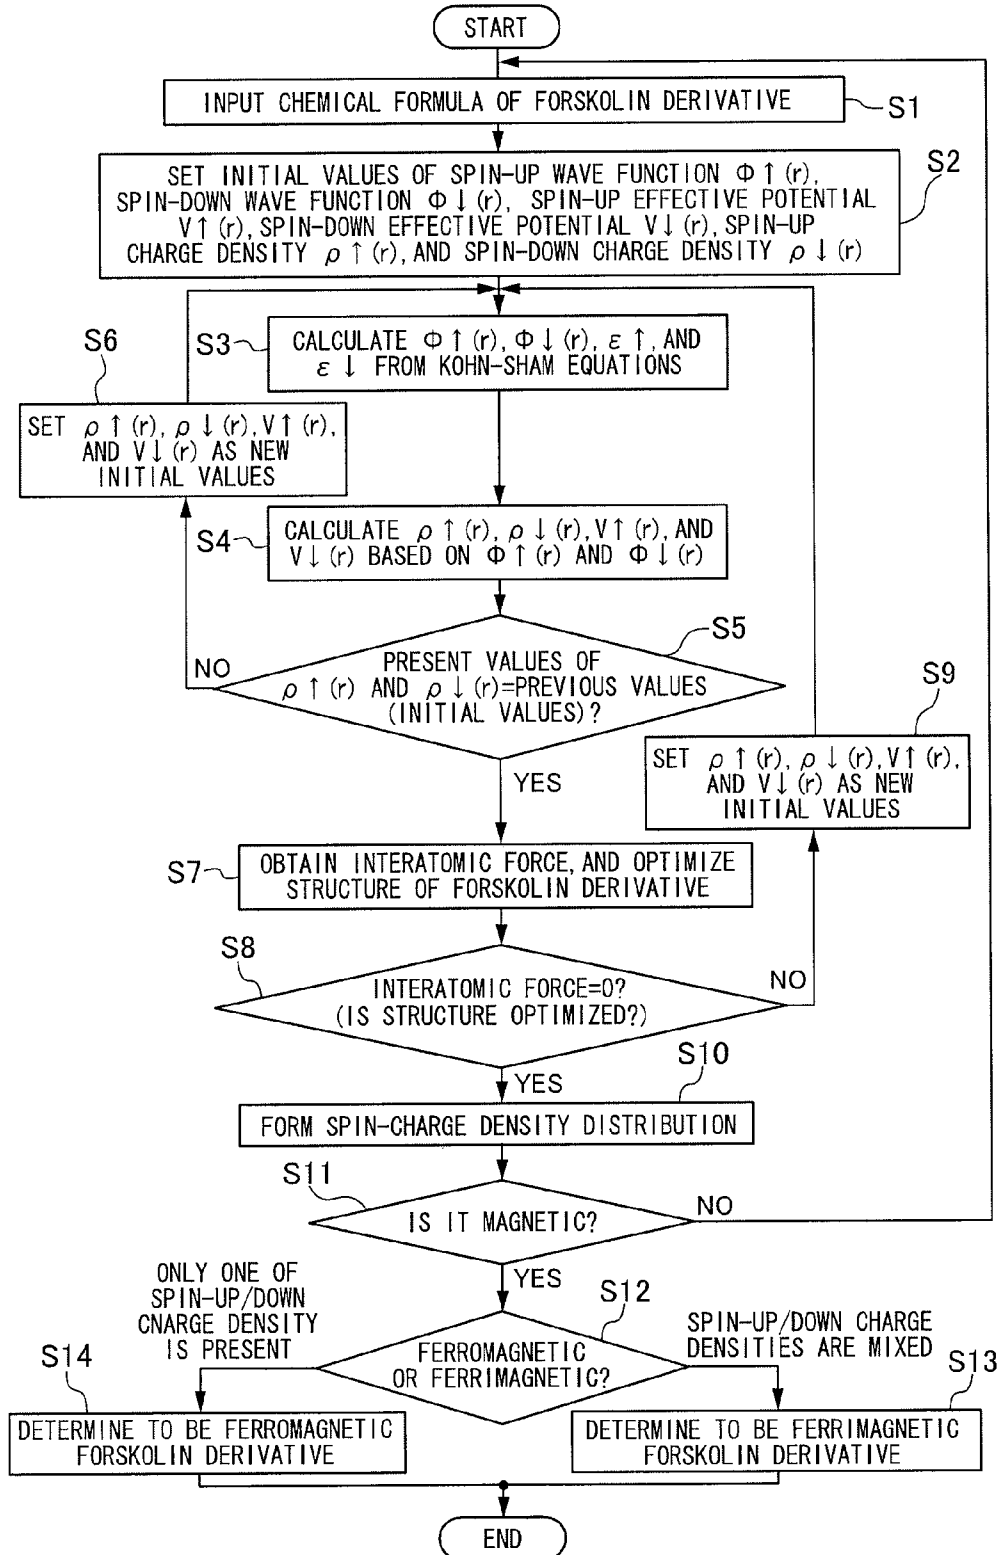 START
INPUT CHEMICAL FORMULA OF FORSKOLIN DERIVATIVE
S1
SET INITIAL VALUES OF SPIN-UP WAVE FUNCTION Φ↑(r),
SPIN-DOWN WAVE FUNCTION Φ↓(r), SPIN-UP EFFECTIVE POTENTIAL
V↑(r), SPIN-DOWN EFFECTIVE POTENTIAL V↓(r), SPIN-UP
CHARGE DENSITY ρ↑(r), AND SPIN-DOWN CHARGE DENSITY ρ↓(r)
S2
S3
CALCULATE Φ↑(r), Φ↓(r), ε↑, AND
ε↓ FROM KOHN-SHAM EQUATIONS
S6
SET ρ↑(r), ρ↓(r), V↑(r),
AND V↓(r) AS NEW
INITIAL VALUES
S4
CALCULATE ρ↑(r), ρ↓(r), V↑(r), AND
V↓(r) BASED ON Φ↑(r) AND Φ↓(r)
S5
PRESENT VALUES OF
ρ↑(r) AND ρ↓(r)=PREVIOUS VALUES
(INITIAL VALUES)?
NO
YES
S9
SET ρ↑(r), ρ↓(r), V↑(r),
AND V↓(r) AS NEW
INITIAL VALUES
S7
OBTAIN INTERATOMIC FORCE, AND OPTIMIZE
STRUCTURE OF FORSKOLIN DERIVATIVE
S8
INTERATOMIC FORCE=0?
(IS STRUCTURE OPTIMIZED?)
NO
YES
S10
FORM SPIN-CHARGE DENSITY DISTRIBUTION
S11
IS IT MAGNETIC?
NO
YES
S12
FERROMAGNETIC
OR FERRIMAGNETIC?
ONLY ONE OF
SPIN-UP/DOWN
CNARGE DENSITY
IS PRESENT
SPIN-UP/DOWN CHARGE
DENSITIES ARE MIXED
S14
DETERMINE TO BE FERROMAGNETIC
FORSKOLIN DERIVATIVE
S13
DETERMINE TO BE FERRIMAGNETIC
FORSKOLIN DERIVATIVE
END